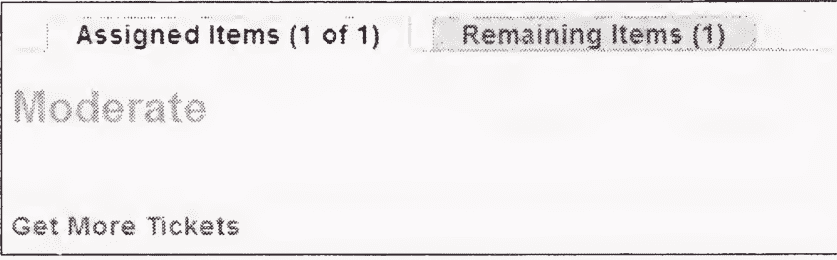 Assigned Items (1 of 1) Remaining Items (1)
Moderate
Get More Tickets